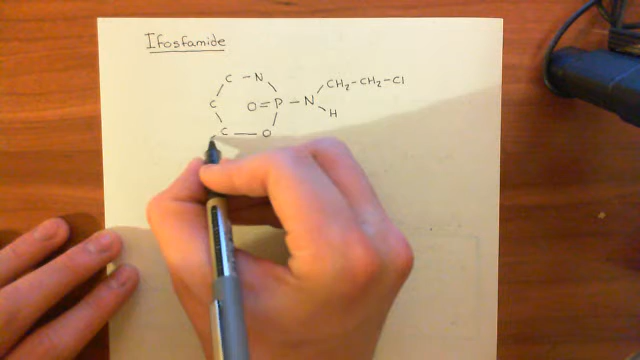 Ifosfamide
C - N CH₂-CH₂-Cl
C O=P-N
H
C — O